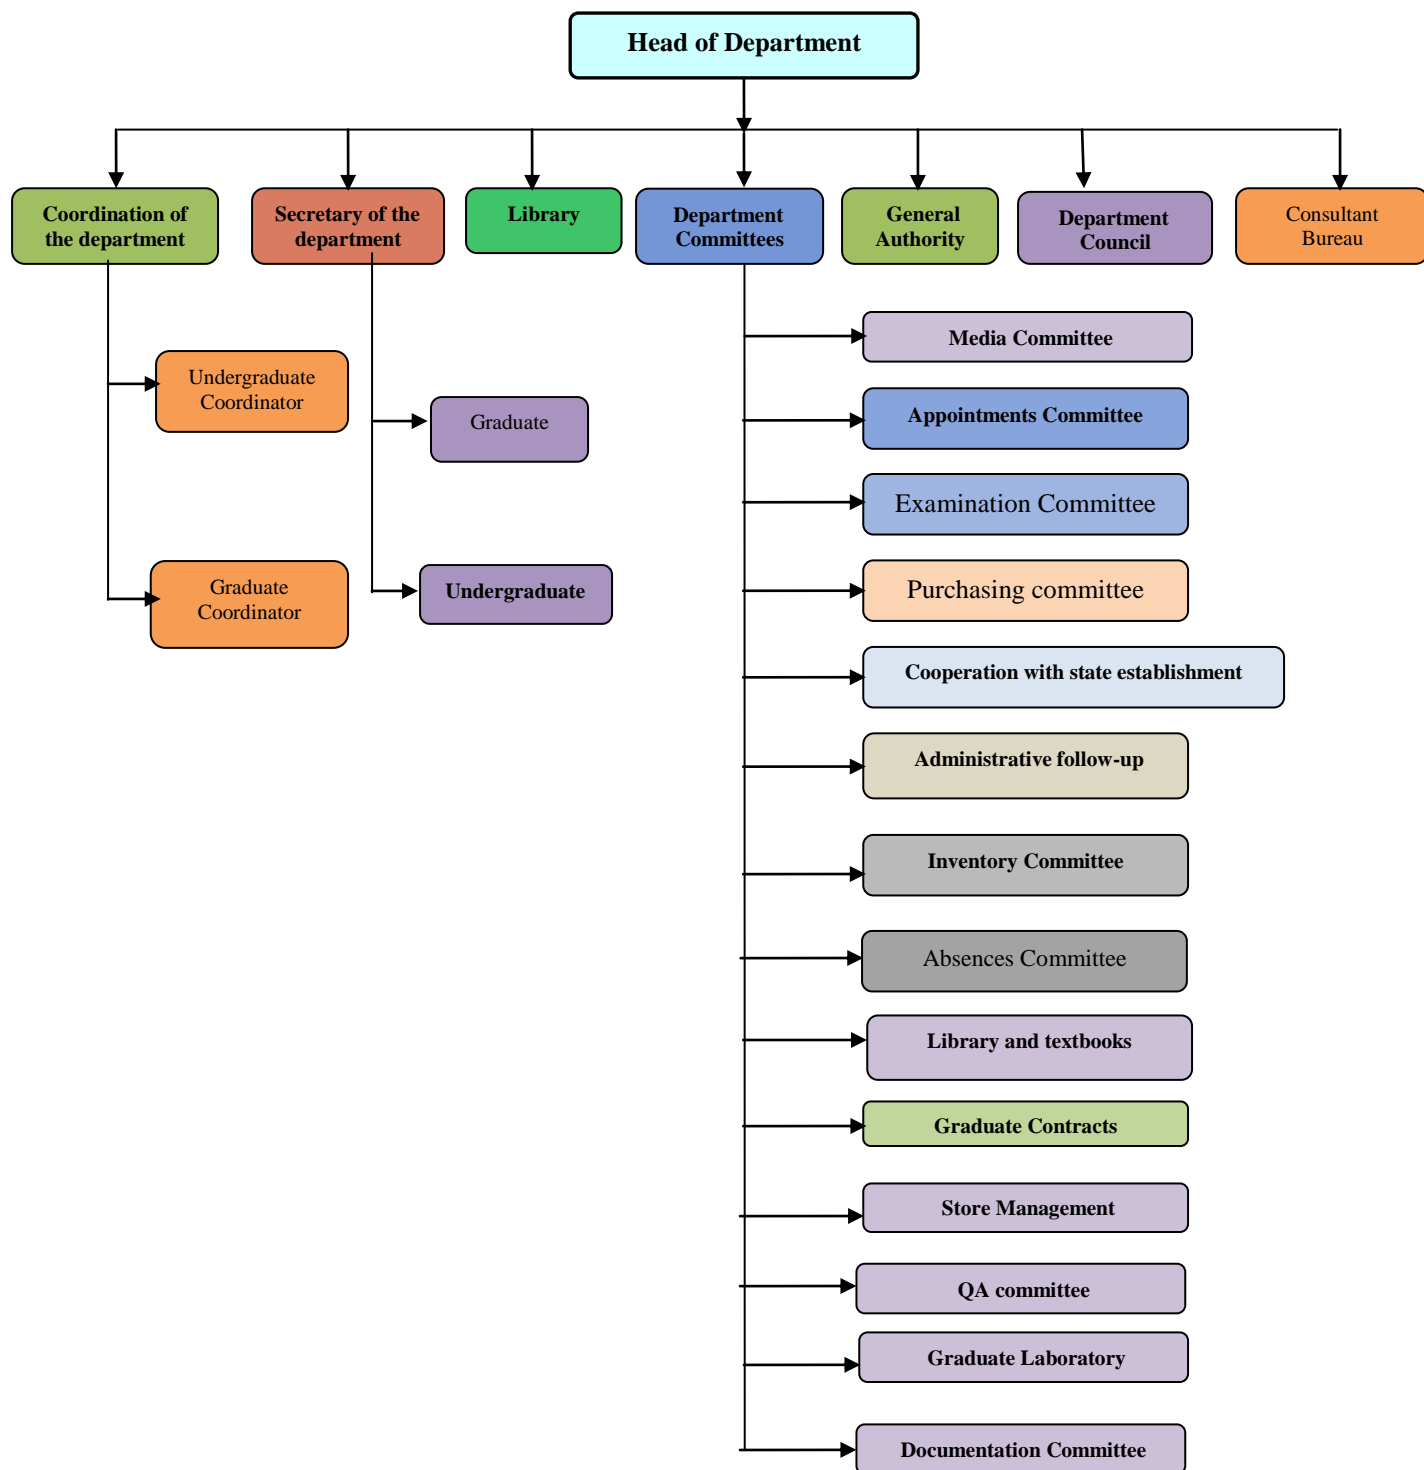 Head of Department
Coordination of
the department
Secretary of the
department
Library
Department
Committees
General
Authority
Department
Council
Consultant
Bureau
Undergraduate
Coordinator
Graduate
Coordinator
Graduate
Undergraduate
Media Committee
Appointments Committee
Examination Committee
Purchasing committee
Cooperation with state establishment
Administrative follow-up
Inventory Committee
Absences Committee
Library and textbooks
Graduate Contracts
Store Management
QA committee
Graduate Laboratory
Documentation Committee